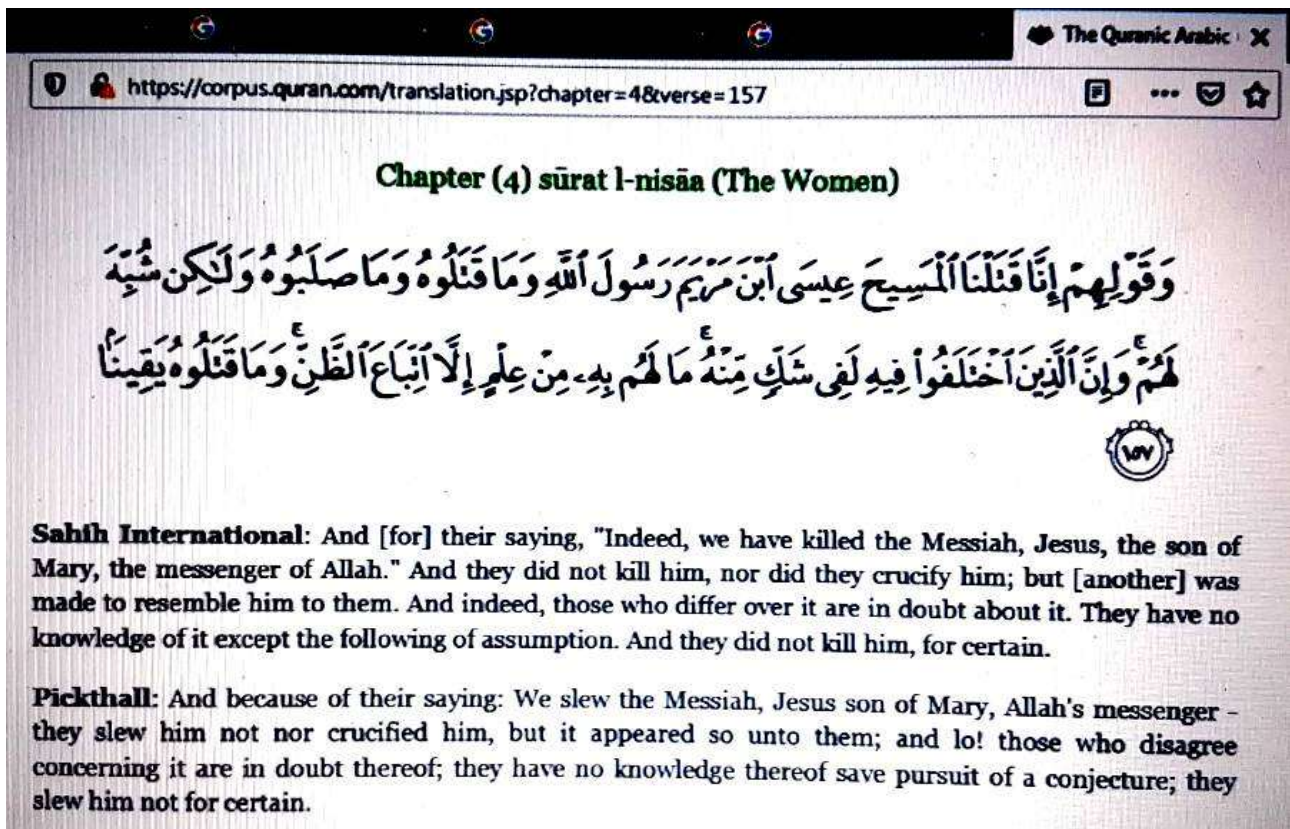 The Quranic Arabic
https://corpus.quran.com/translation.jsp?chapter=4&verse=157
Chapter (4) sūrat l-nisāa (The Women)
وَقَوْلِهِمْ إِنَّا قَتَلْنَا ٱلْمَسِيحَ عِيسَى ٱبْنَ مَرْيَمَ رَسُولَ ٱللَّهِ وَمَا قَتَلُوهُ وَمَا صَلَبُوهُ وَلَٰكِن شُبِّهَ
لَهُمْ ۚ وَإِنَّ ٱلَّذِينَ ٱخْتَلَفُوا۟ فِيهِ لَفِى شَكٍّ مِّنْهُ ۚ مَا لَهُم بِهِۦ مِنْ عِلْمٍ إِلَّا ٱتِّبَاعَ ٱلظَّنِّ ۚ وَمَا قَتَلُوهُ يَقِينًۢا
١٥٧
Sahih International: And [for] their saying, "Indeed, we have killed the Messiah, Jesus, the son of
Mary, the messenger of Allah." And they did not kill him, nor did they crucify him; but [another] was
made to resemble him to them. And indeed, those who differ over it are in doubt about it. They have no
knowledge of it except the following of assumption. And they did not kill him, for certain.
Pickthall: And because of their saying: We slew the Messiah, Jesus son of Mary, Allah's messenger -
they slew him not nor crucified him, but it appeared so unto them; and lo! those who disagree
concerning it are in doubt thereof; they have no knowledge thereof save pursuit of a conjecture; they
slew him not for certain.